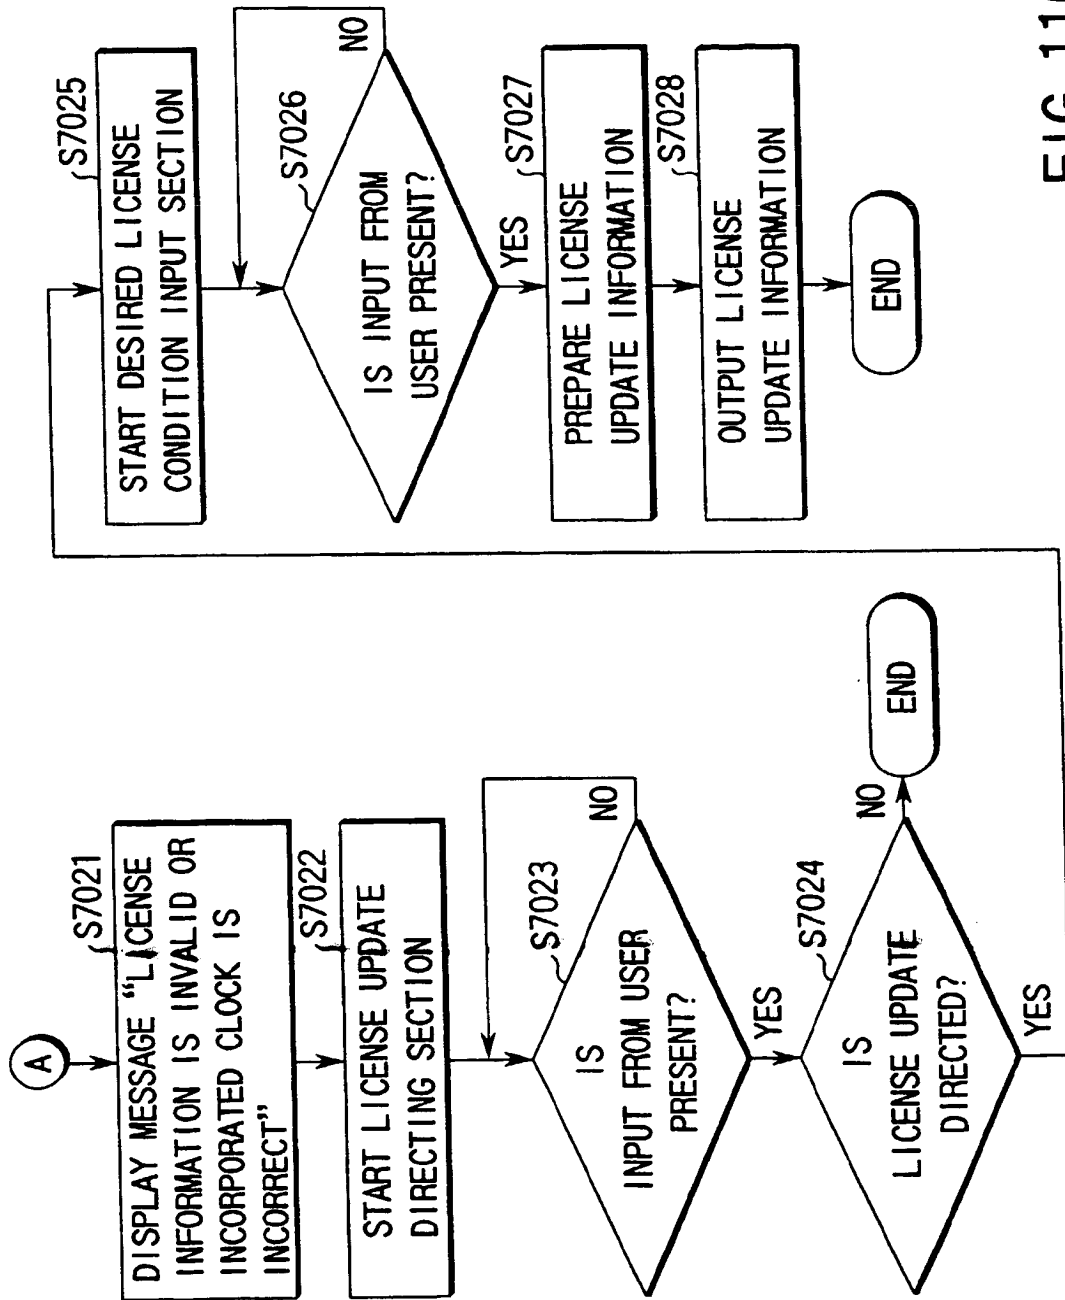 A
S7021
DISPLAY MESSAGE “LICENSE
INFORMATION IS INVALID OR
INCORPORATED CLOCK IS
INCORRECT”
S7022
START LICENSE UPDATE
DIRECTING SECTION
S7023
IS
INPUT FROM USER
PRESENT?
NO
YES
S7024
IS
LICENSE UPDATE
DIRECTED?
NO
END
YES
S7025
START DESIRED LICENSE
CONDITION INPUT SECTION
S7026
IS INPUT FROM
USER PRESENT?
NO
YES
S7027
PREPARE LICENSE
UPDATE INFORMATION
S7028
OUTPUT LICENSE
UPDATE INFORMATION
END
FIG.